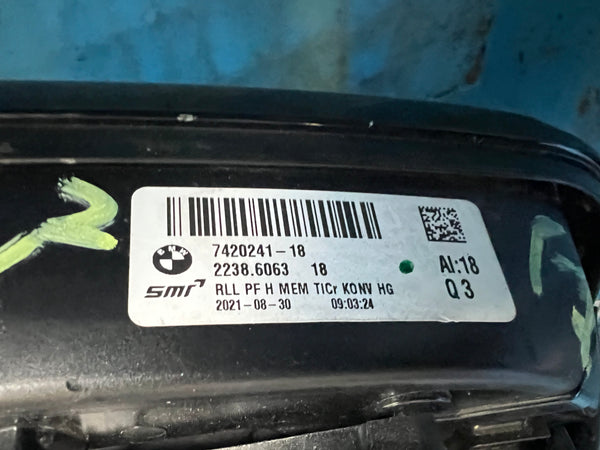 BMW
7420241-18
2238.6063 18
smr
RLL PF H MEM TiCr KONV HG
2021-08-30 09:03:24
AI:18
Q3